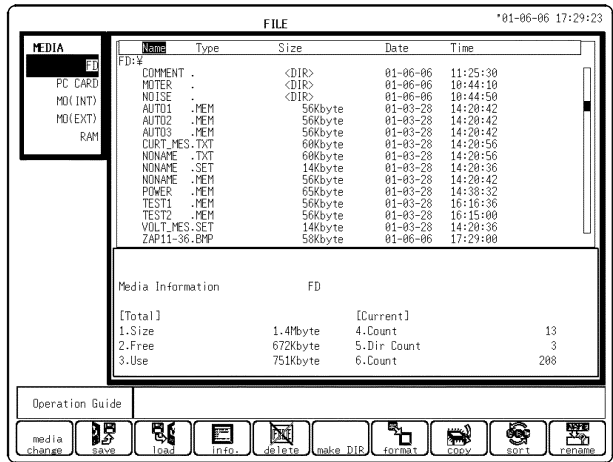 FILE
'01-06-06 17:29:23
MEDIA
FD
PC CARD
MO(INT)
MO(EXT)
RAM
Name Type Size Date Time
FD:¥
COMMENT . <DIR> 01-06-06 11:25:30
MOTER . <DIR> 01-06-06 10:44:10
NOISE . <DIR> 01-06-06 10:44:50
AUTO1 .MEM 56Kbyte 01-03-28 14:20:42
AUTO2 .MEM 56Kbyte 01-03-28 14:20:42
AUTO3 .MEM 56Kbyte 01-03-28 14:20:42
CURT_MES.TXT 60Kbyte 01-03-28 14:20:56
NONAME .TXT 60Kbyte 01-03-28 14:20:56
NONAME .SET 14Kbyte 01-03-28 14:20:36
NONAME .MEM 56Kbyte 01-03-28 14:20:42
POWER .MEM 65Kbyte 01-03-28 14:38:32
TEST1 .MEM 56Kbyte 01-03-28 16:16:36
TEST2 .MEM 56Kbyte 01-03-28 16:15:00
VOLT_MES.SET 14Kbyte 01-03-28 14:20:36
ZAP11-36.BMP 58Kbyte 01-06-06 17:29:00
Media Information FD
[Total] [Current]
1.Size 1.4Mbyte 4.Count 13
2.Free 672Kbyte 5.Dir Count 3
3.Use 751Kbyte 6.Count 208
Operation Guide
media change
save
load
info.
delete
make DIR
format
copy
sort
rename